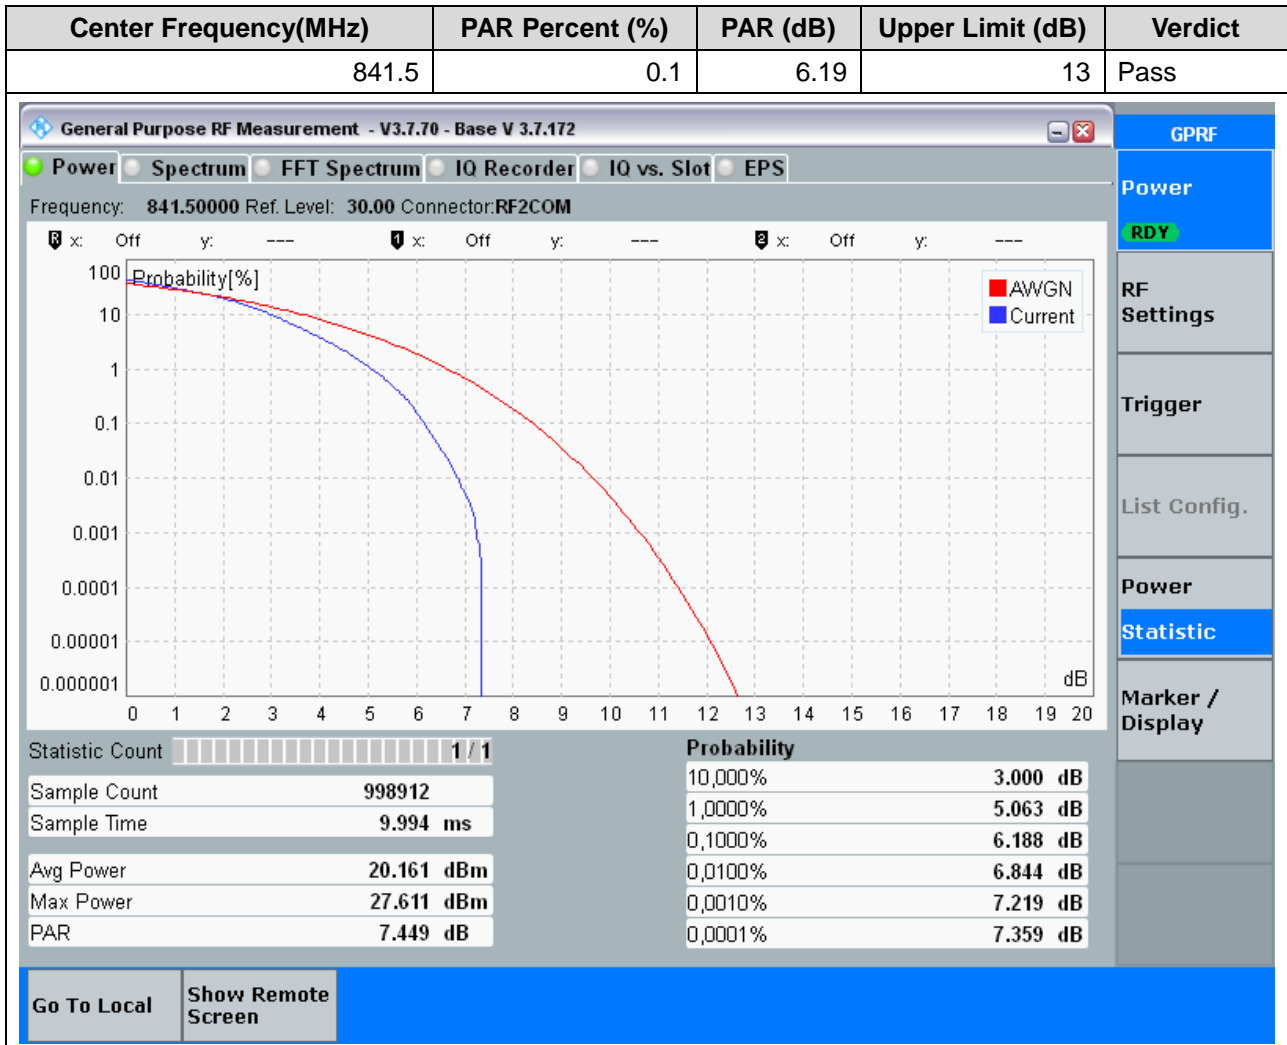 Center Frequency(MHz) PAR Percent (%) PAR (dB) Upper Limit (dB) Verdict
841.5 0.1 6.19 13 Pass
General Purpose RF Measurement - V3.7.70 - Base V 3.7.172
GPRF
Power Spectrum FFT Spectrum IQ Recorder IQ vs. Slot EPS
Frequency: 841.50000 Ref. Level: 30.00 Connector:RF2COM
R x: Off y: --- 1 x: Off y: --- 2 x: Off y: ---
Probability[%]
AWGN
Current
100
10
1
0.1
0.01
0.001
0.0001
0.00001
0.000001
dB
0 1 2 3 4 5 6 7 8 9 10 11 12 13 14 15 16 17 18 19 20
Statistic Count 1 / 1
Sample Count 998912
Sample Time 9.994 ms
Avg Power 20.161 dBm
Max Power 27.611 dBm
PAR 7.449 dB
Probability
10,000% 3.000 dB
1,0000% 5.063 dB
0,1000% 6.188 dB
0,0100% 6.844 dB
0,0010% 7.219 dB
0,0001% 7.359 dB
Power
RDY
RF
Settings
Trigger
List Config.
Power
Statistic
Marker /
Display
Go To Local
Show Remote
Screen